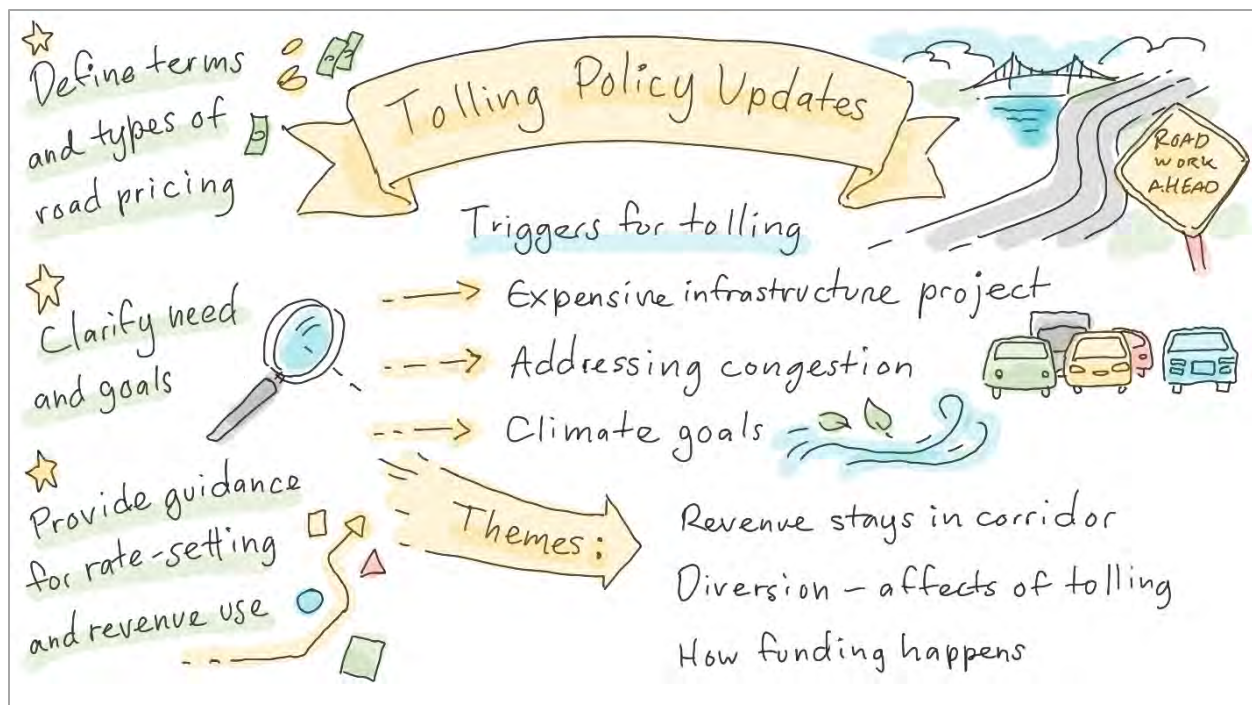 Tolling Policy Updates
Define terms
and types of
road pricing
Clarify need
and goals
Provide guidance
for rate-setting
and revenue use
ROAD
WORK
AHEAD
Triggers for tolling
Expensive infrastructure project
Addressing congestion
Climate goals
Themes:
Revenue stays in corridor
Diversion – affects of tolling
How funding happens